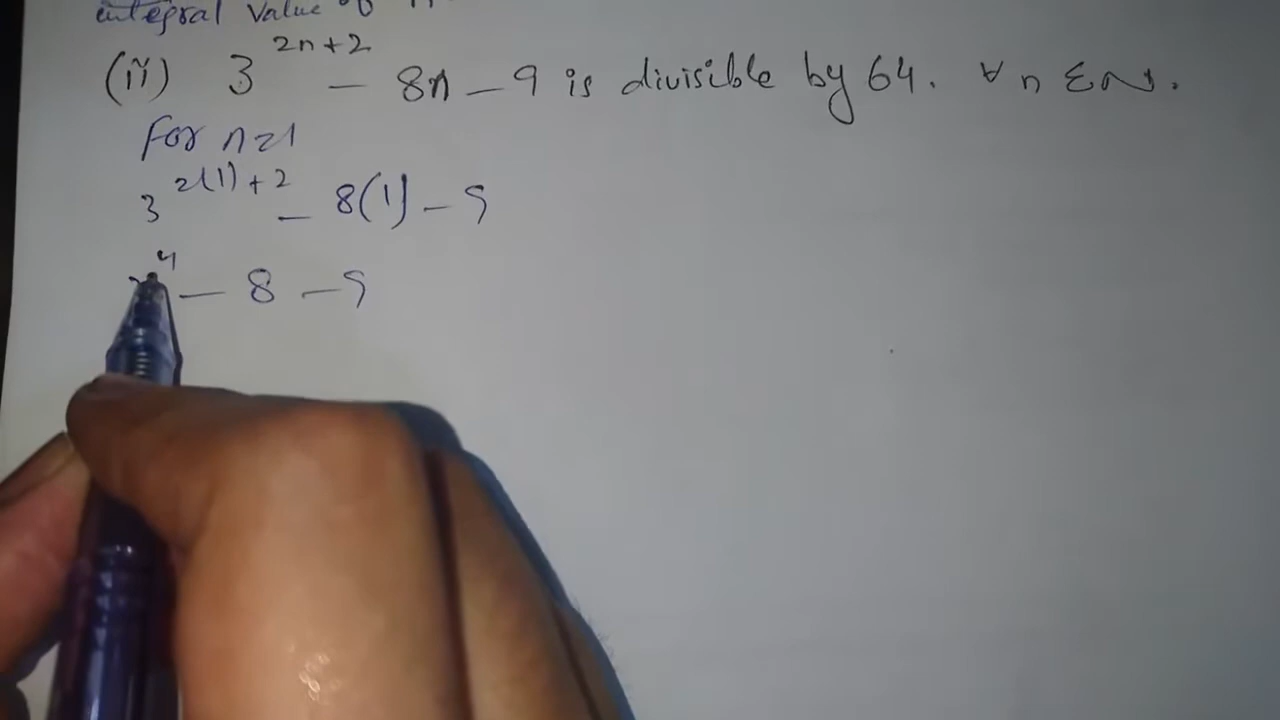 integral value of
(ii) 3^{2n+2} - 8n - 9 is divisible by 64. ∀ n ∈ N.
For n=1
3^{2(1)+2} - 8(1) - 9
3^4 - 8 - 9